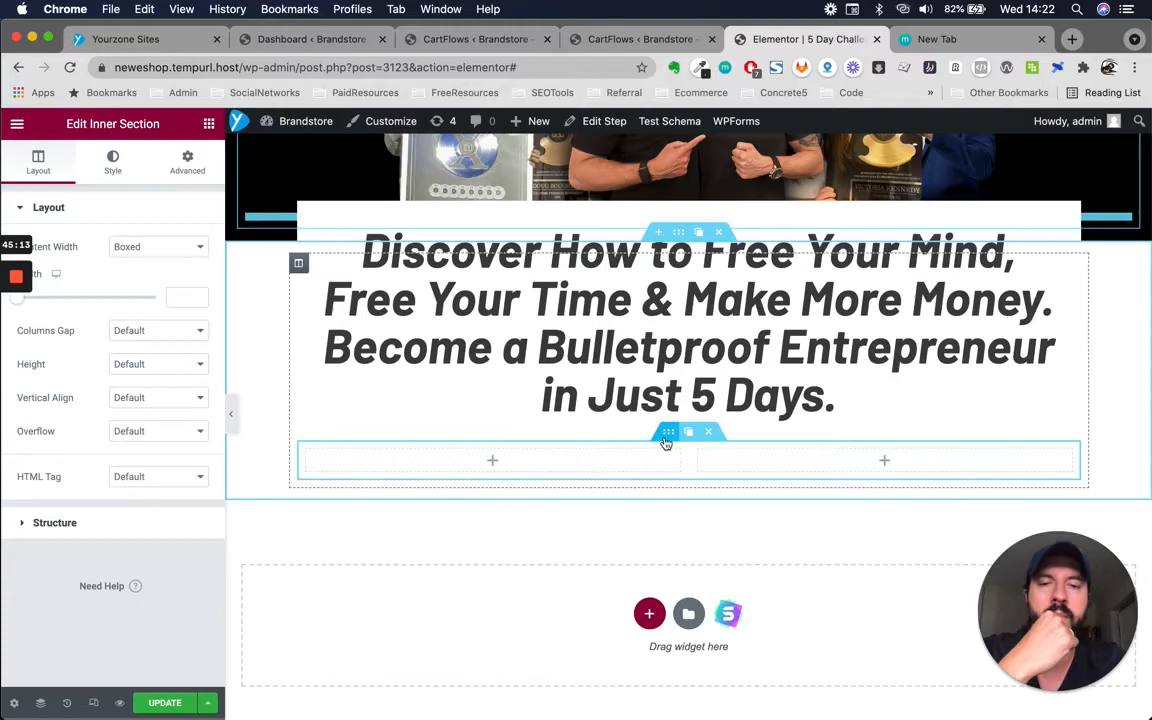 Chrome File Edit View History Bookmarks Profiles Tab Window Help 82% Wed 14:22
Yourzone Sites Dashboard ‹ Brandstore CartFlows ‹ Brandstore – CartFlows ‹ Brandstore – Elementor | 5 Day Challe New Tab
neweshop.tempurl.host/wp-admin/post.php?post=3123&action=elementor#
Apps Bookmarks Admin SocialNetworks PaidResources FreeResources SEOTools Referral Ecommerce Concrete5 Code » Other Bookmarks Reading List
Edit Inner Section Brandstore Customize 4 0 New Edit Step Test Schema WPForms Howdy, admin
Layout Style Advanced
Layout
45:13
Width Boxed
Columns Gap Default
Height Default
Vertical Align Default
Overflow Default
HTML Tag Default
Structure
Need Help ?
UPDATE
Discover How to Free Your Mind,
Free Your Time & Make More Money.
Become a Bulletproof Entrepreneur
in Just 5 Days.
Drag widget here